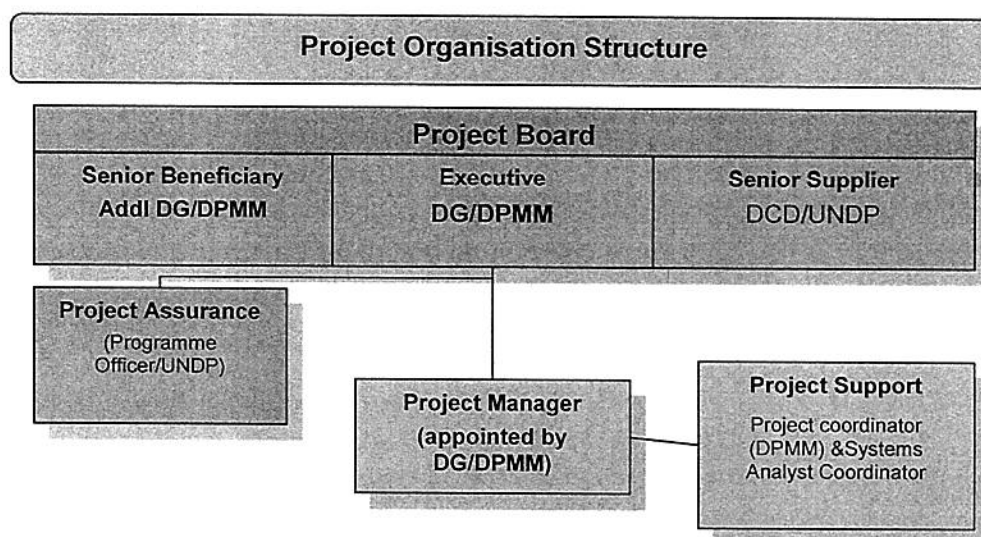 Project Organisation Structure
Project Board
Senior Beneficiary
Addl DG/DPMM
Executive
DG/DPMM
Senior Supplier
DCD/UNDP
Project Assurance
(Programme
Officer/UNDP)
Project Manager
(appointed by
DG/DPMM)
Project Support
Project coordinator
(DPMM) &Systems
Analyst Coordinator